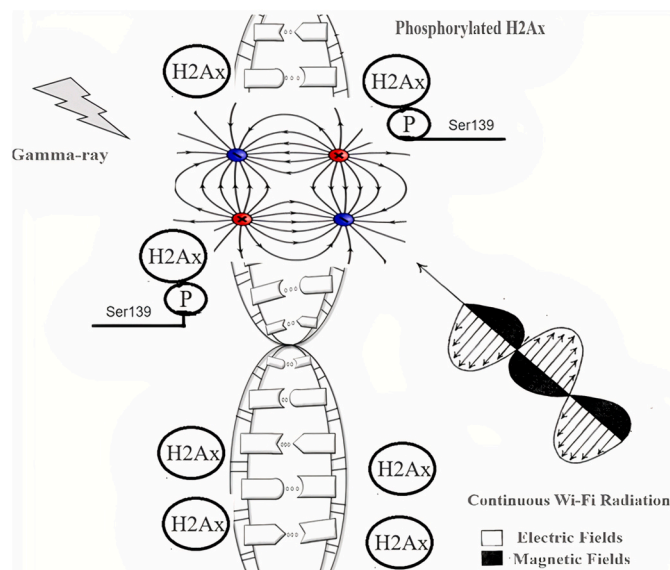 Phosphorylated H2Ax
H2Ax
H2Ax
P
Ser139
Gamma-ray
H2Ax
P
Ser139
H2Ax
H2Ax
H2Ax
H2Ax
Continuous Wi-Fi Radiation
Electric Fields
Magnetic Fields